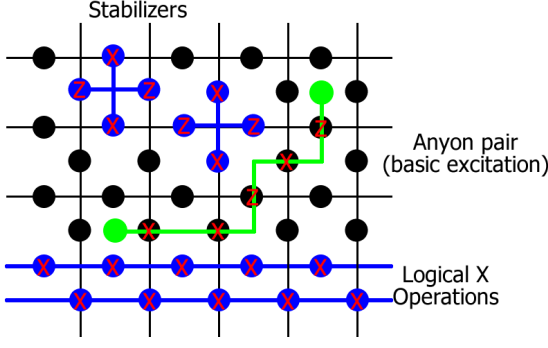 Stabilizers
X
Z Z
X
X
Z Z
X
Z
X
Z
X X
Anyon pair
(basic excitation)
X X X X X
X X X X X
Logical X
Operations